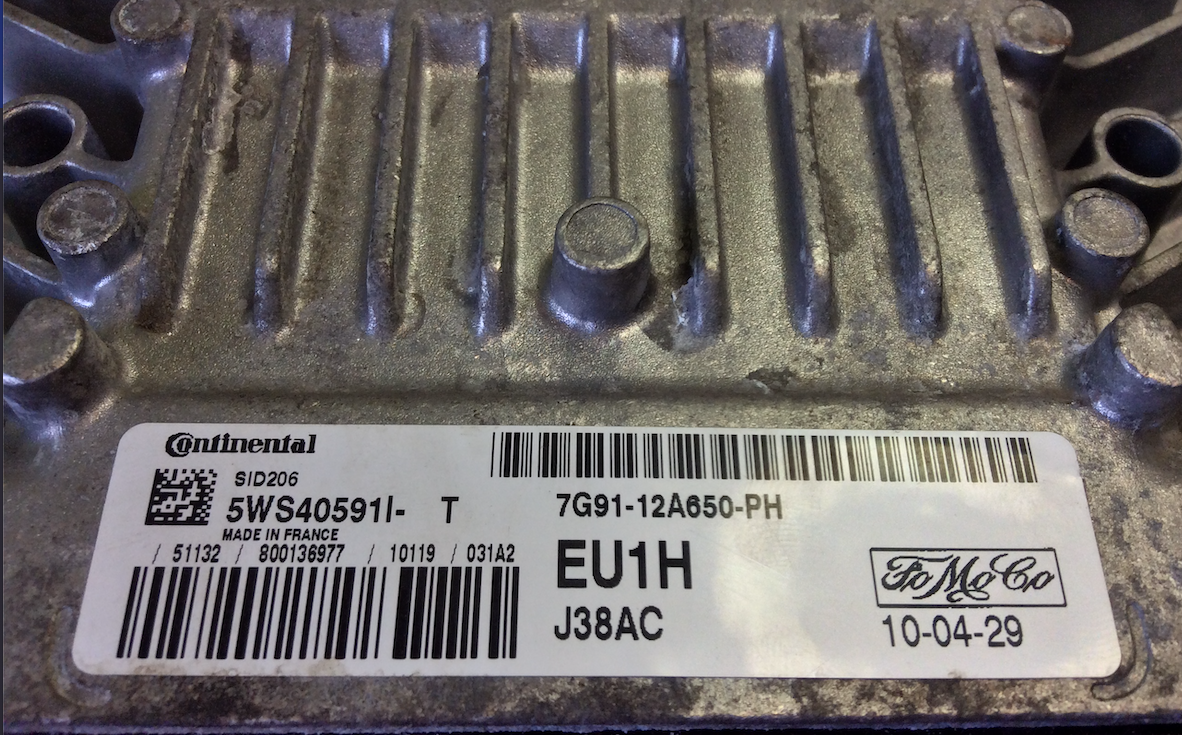 Continental
SID206
5WS40591I- T
MADE IN FRANCE
/ 51132 / 800136977 / 10119 / 031A2
7G91-12A650-PH
EU1H
J38AC
FoMoCo
10-04-29